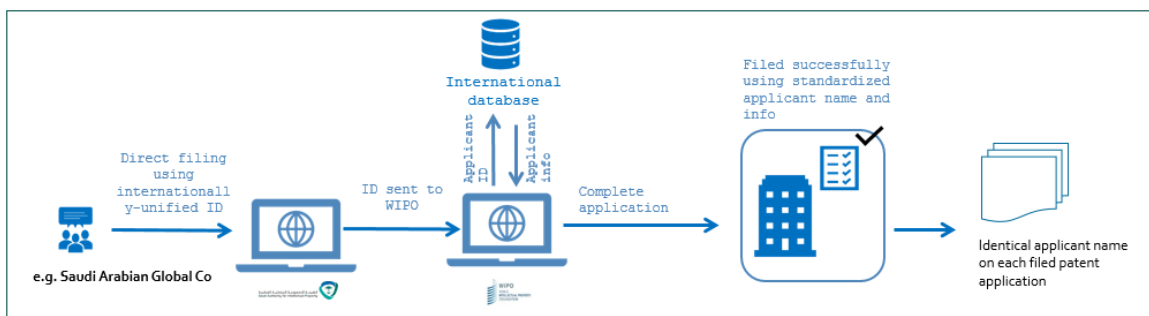 Direct filing
using
internationall
y-unified ID
e.g. Saudi Arabian Global Co
ID sent to
WIPO
International
database
Applicant
ID
Applicant
info
WIPO
Complete
application
Filed successfully
using standardized
applicant name and
info
Identical applicant name
on each filed patent
application